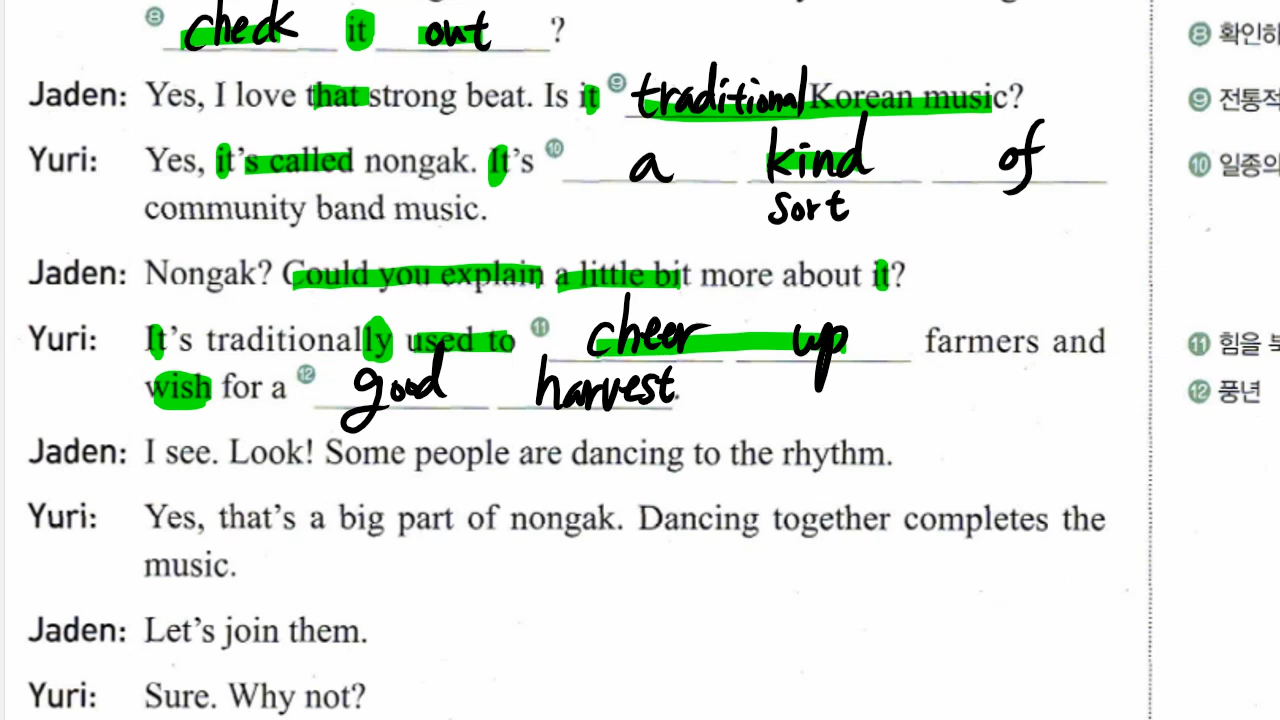 ⑧ check it out ?
⑧ 확인하
Jaden: Yes, I love that strong beat. Is it ⑨ traditional Korean music?
⑨ 전통적
Yuri: Yes, it's called nongak. It's ⑩ a kind of
⑩ 일종의
sort
community band music.
Jaden: Nongak? Could you explain a little bit more about it?
Yuri: It's traditionally used to ⑪ cheer up farmers and
⑪ 힘을 북
wish for a ⑫ good harvest.
⑫ 풍년
Jaden: I see. Look! Some people are dancing to the rhythm.
Yuri: Yes, that's a big part of nongak. Dancing together completes the
music.
Jaden: Let's join them.
Yuri: Sure. Why not?